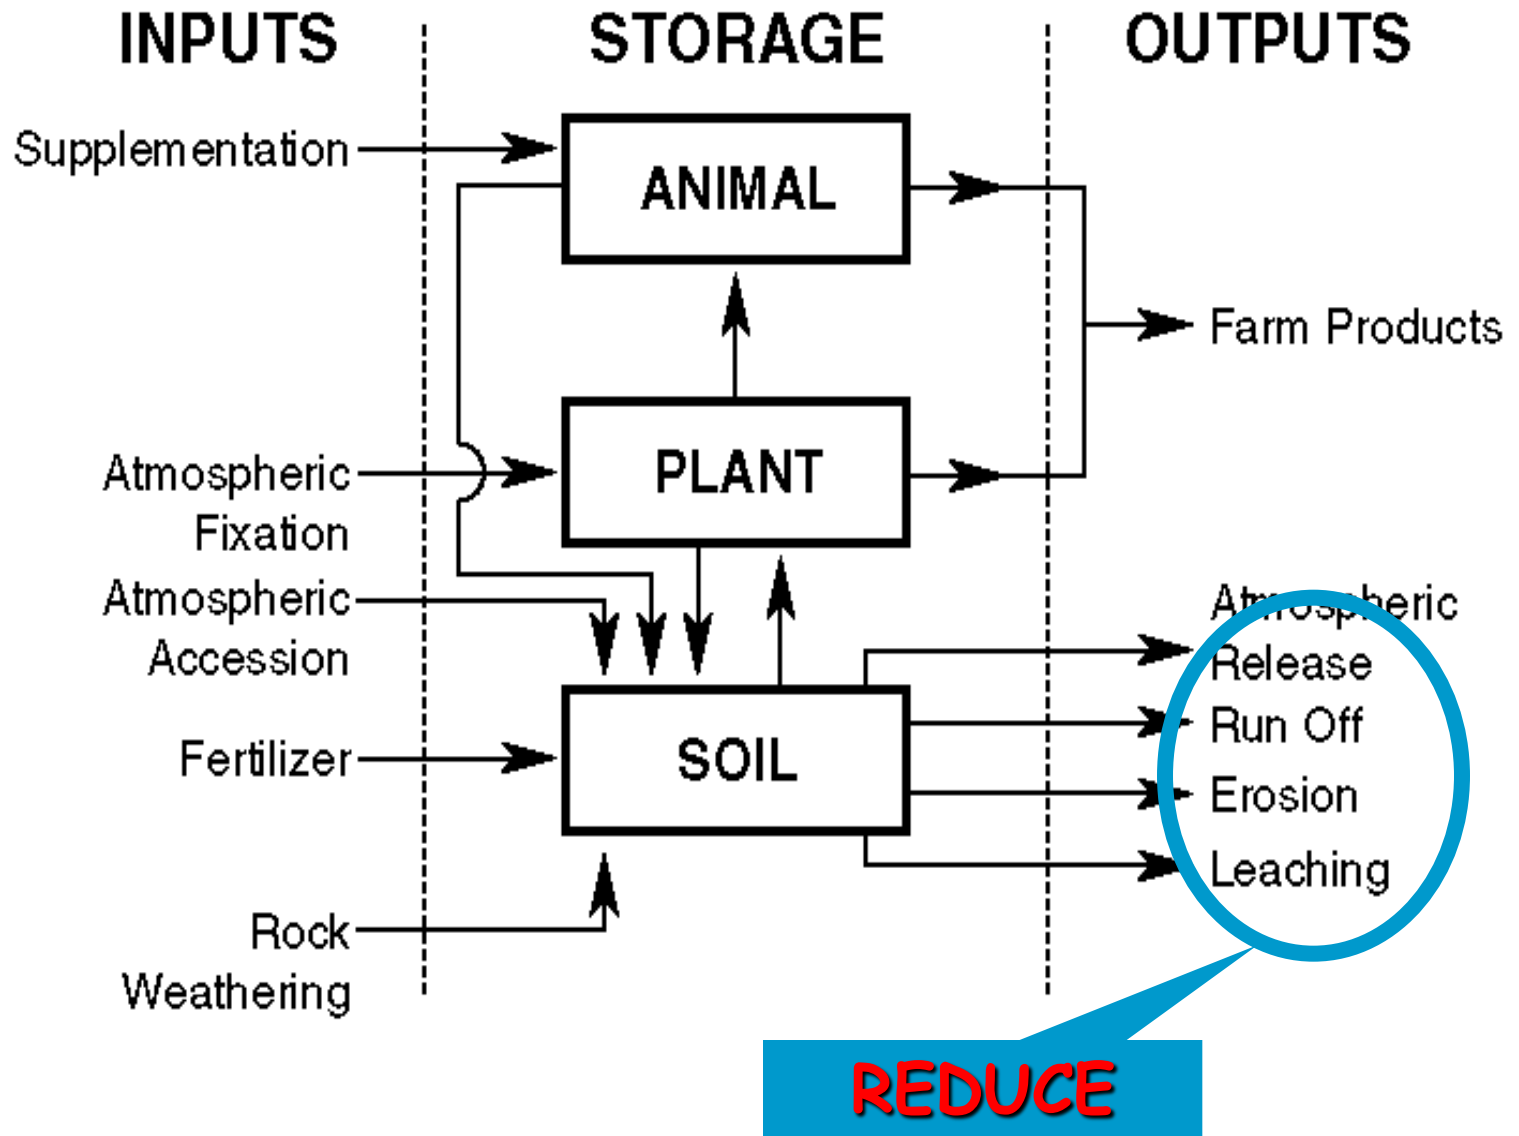 INPUTS STORAGE OUTPUTS
Supplementation
ANIMAL
Farm Products
Atmospheric
Fixation
PLANT
Atmospheric
Accession
Atmospheric
Release
Run Off
Fertilizer
SOIL
Erosion
Leaching
Rock
Weathering
REDUCE